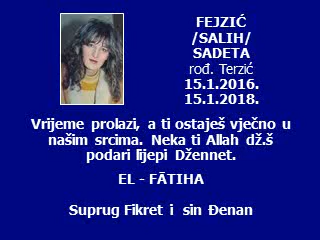 FEJZIĆ
/SALIH/
SADETA
rođ. Terzić
15.1.2016.
15.1.2018.
Vrijeme prolazi, a ti ostaješ vječno u
našim srcima. Neka ti Allah dž.š
podari lijepi Džennet.
EL - FĀTIHA
Suprug Fikret i sin Đenan